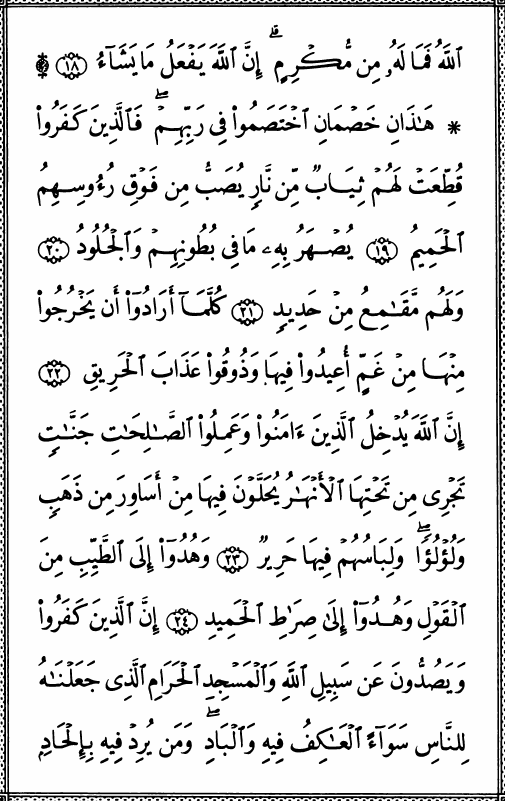 ٱللَّهُ فَمَا لَهُۥ مِن مُّكۡرِمٍۚ إِنَّ ٱللَّهَ يَفۡعَلُ مَا يَشَآءُ ١٨ ۩
* هَٰذَانِ خَصۡمَانِ ٱخۡتَصَمُواْ فِي رَبِّهِمۡۖ فَٱلَّذِينَ كَفَرُواْ
قُطِّعَتۡ لَهُمۡ ثِيَابٞ مِّن نَّارٖ يُصَبُّ مِن فَوۡقِ رُءُوسِهِمُ
ٱلۡحَمِيمُ ١٩ يُصۡهَرُ بِهِۦ مَا فِي بُطُونِهِمۡ وَٱلۡجُلُودُ ٢٠
وَلَهُم مَّقَٰمِعُ مِنۡ حَدِيدٖ ٢١ كُلَّمَآ أَرَادُوٓاْ أَن يَخۡرُجُواْ
مِنۡهَا مِنۡ غَمٍّ أُعِيدُواْ فِيهَا وَذُوقُواْ عَذَابَ ٱلۡحَرِيقِ ٢٢
إِنَّ ٱللَّهَ يُدۡخِلُ ٱلَّذِينَ ءَامَنُواْ وَعَمِلُواْ ٱلصَّٰلِحَٰتِ جَنَّٰتٖ
تَجۡرِي مِن تَحۡتِهَا ٱلۡأَنۡهَٰرُ يُحَلَّوۡنَ فِيهَا مِنۡ أَسَاوِرَ مِن ذَهَبٖ
وَلُؤۡلُؤٗاۖ وَلِبَاسُهُمۡ فِيهَا حَرِيرٞ ٢٣ وَهُدُوٓاْ إِلَى ٱلطَّيِّبِ مِنَ
ٱلۡقَوۡلِ وَهُدُوٓاْ إِلَىٰ صِرَٰطِ ٱلۡحَمِيدِ ٢٤ إِنَّ ٱلَّذِينَ كَفَرُواْ
وَيَصُدُّونَ عَن سَبِيلِ ٱللَّهِ وَٱلۡمَسۡجِدِ ٱلۡحَرَامِ ٱلَّذِي جَعَلۡنَٰهُ
لِلنَّاسِ سَوَآءً ٱلۡعَٰكِفُ فِيهِ وَٱلۡبَادِۚ وَمَن يُرِدۡ فِيهِ بِإِلۡحَادِۭ